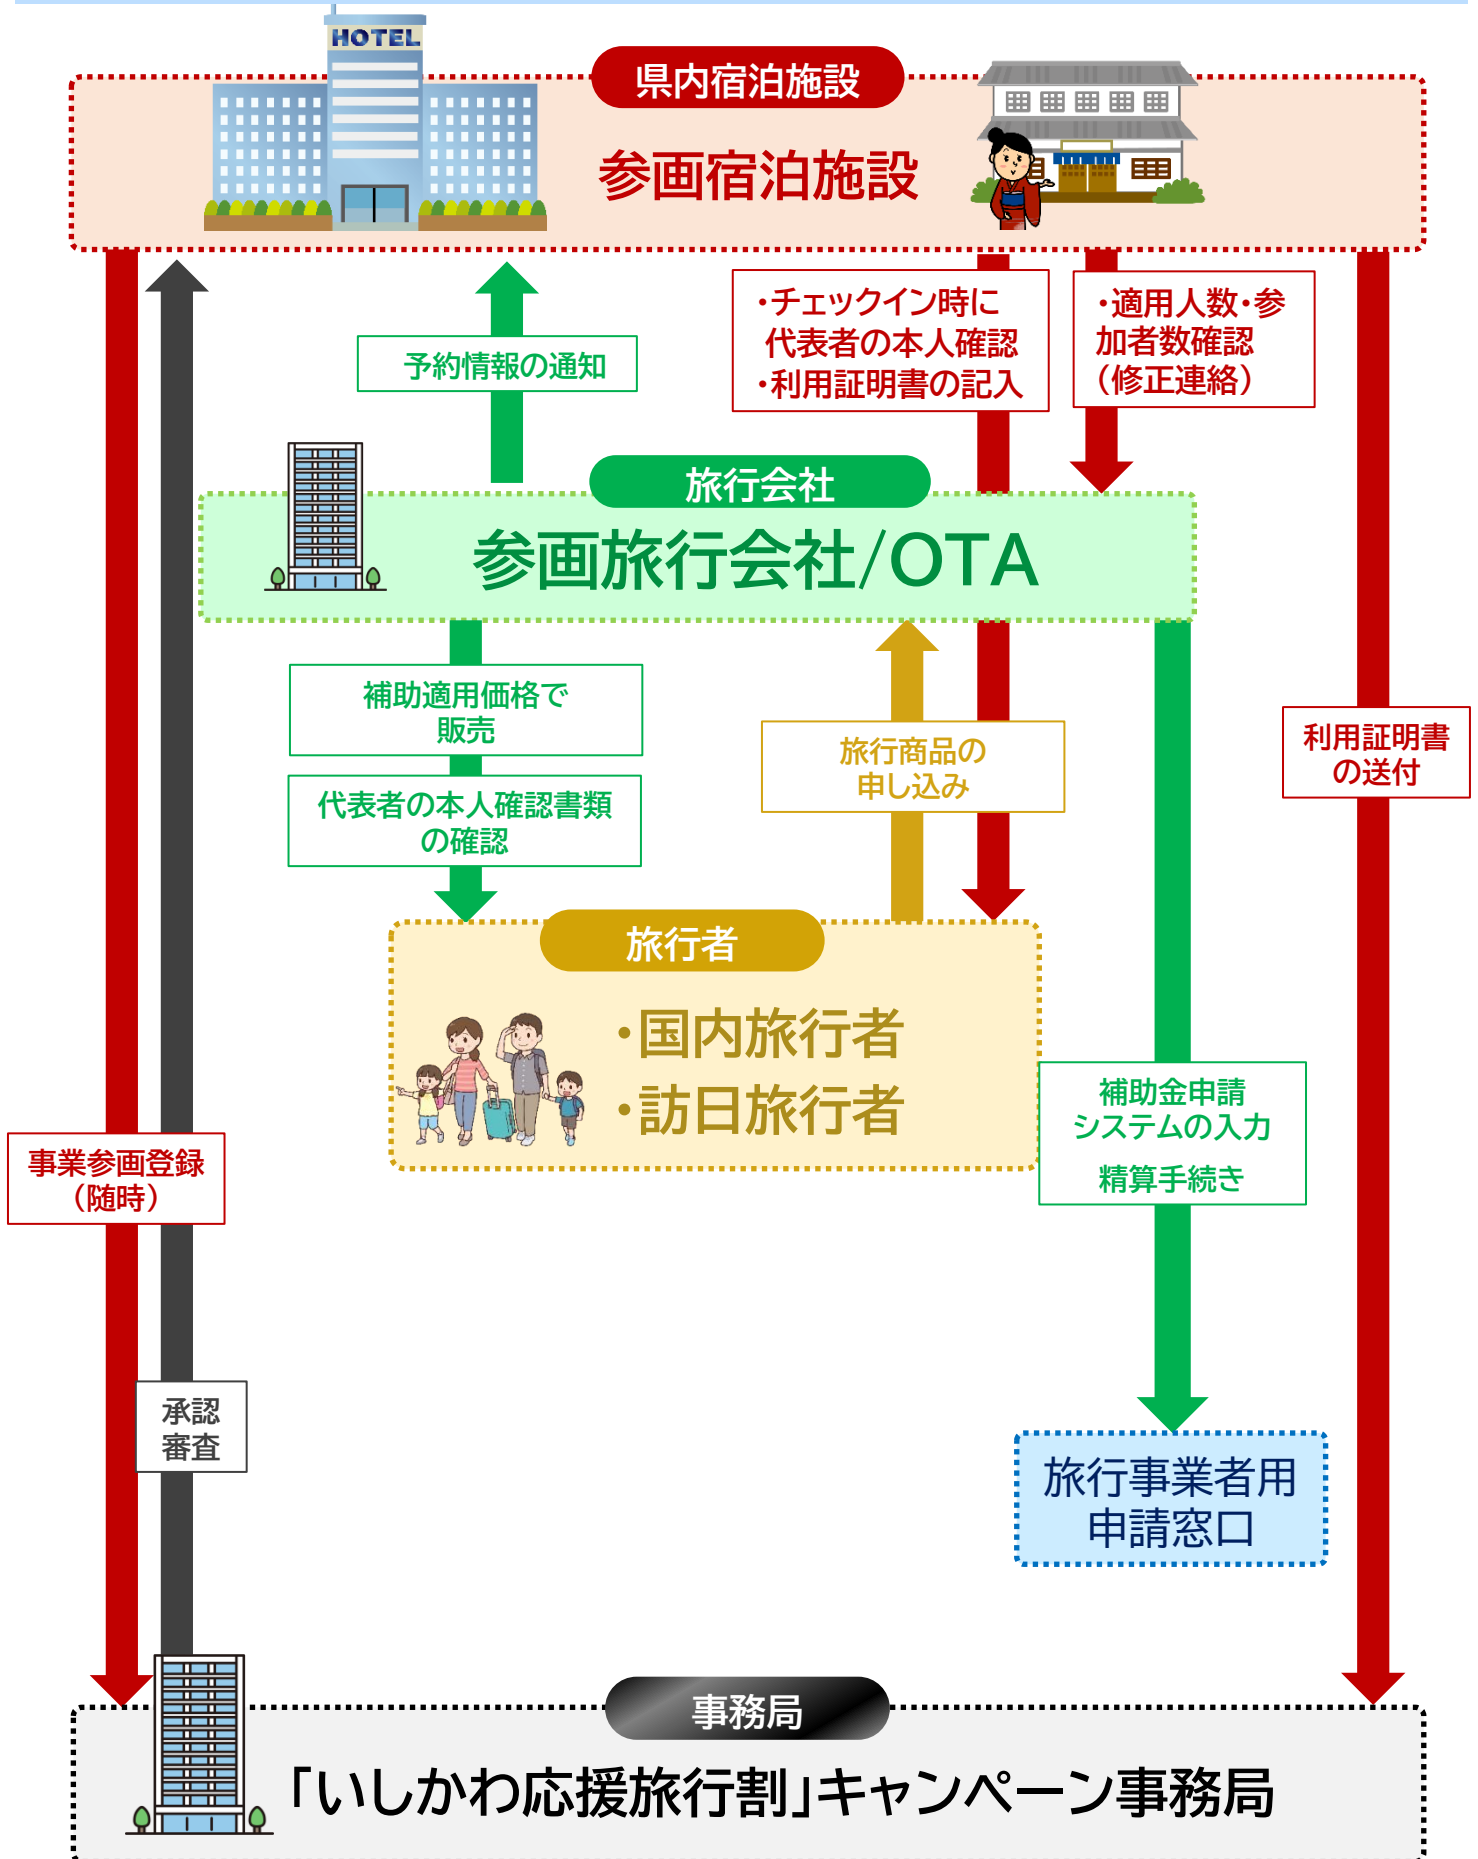 HOTEL
県内宿泊施設
参画宿泊施設
予約情報の通知
・チェックイン時に
代表者の本人確認
・利用証明書の記入
・適用人数・参
加者数確認
（修正連絡）
旅行会社
参画旅行会社/OTA
補助適用価格で
販売
代表者の本人確認書類
の確認
旅行商品の
申し込み
利用証明書
の送付
旅行者
・国内旅行者
・訪日旅行者
補助金申請
システムの入力
精算手続き
事業参画登録
（随時）
承認
審査
旅行事業者用
申請窓口
事務局
「いしかわ応援旅行割」キャンペーン事務局